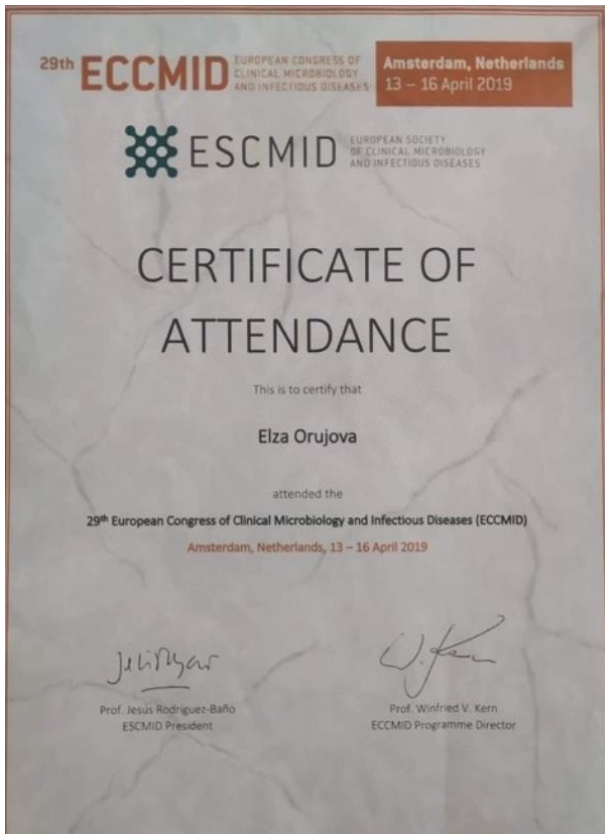 29th ECCMID EUROPEAN CONGRESS OF
CLINICAL MICROBIOLOGY
AND INFECTIOUS DISEASES
Amsterdam, Netherlands
13 – 16 April 2019
ESCMID EUROPEAN SOCIETY
OF CLINICAL MICROBIOLOGY
AND INFECTIOUS DISEASES
CERTIFICATE OF
ATTENDANCE
This is to certify that
Elza Orujova
attended the
29th European Congress of Clinical Microbiology and Infectious Diseases (ECCMID)
Amsterdam, Netherlands, 13 – 16 April 2019
W. Kern
Prof. Jesús Rodríguez-Baño
ESCMID President
Prof. Winfried V. Kern
ECCMID Programme Director